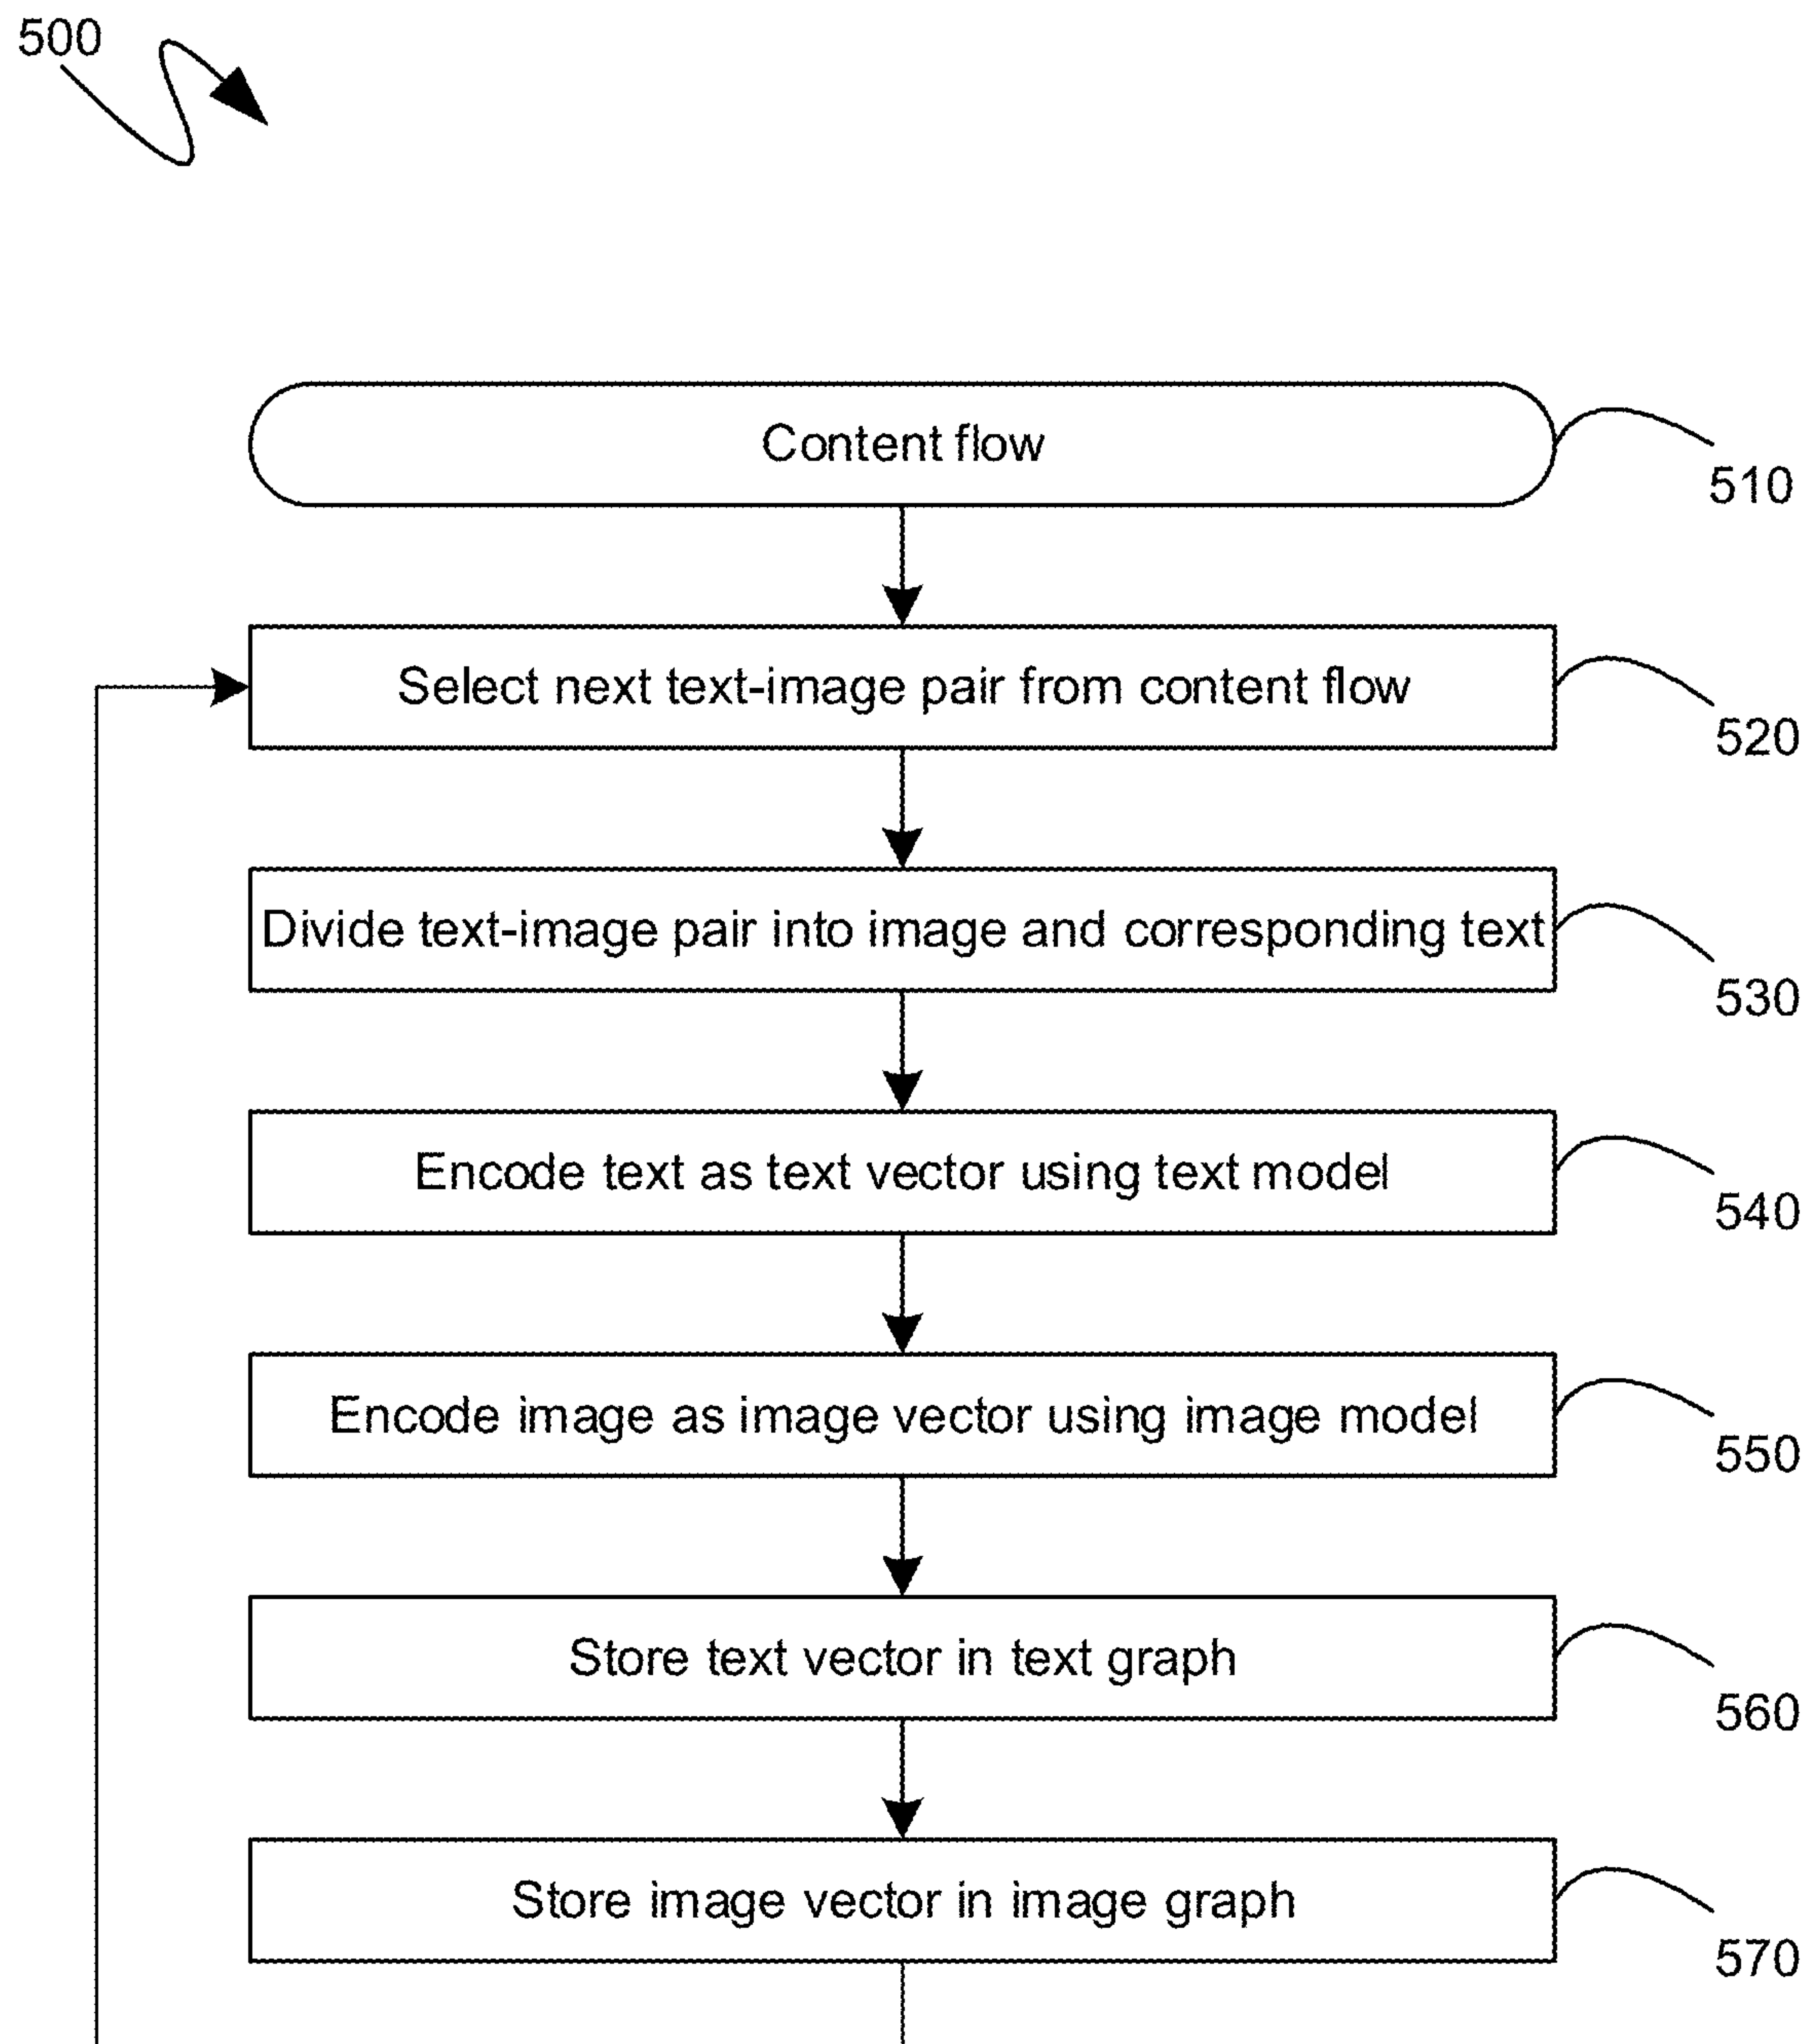 500
Content flow
510
Select next text-image pair from content flow
520
Divide text-image pair into image and corresponding text
530
Encode text as text vector using text model
540
Encode image as image vector using image model
550
Store text vector in text graph
560
Store image vector in image graph
570